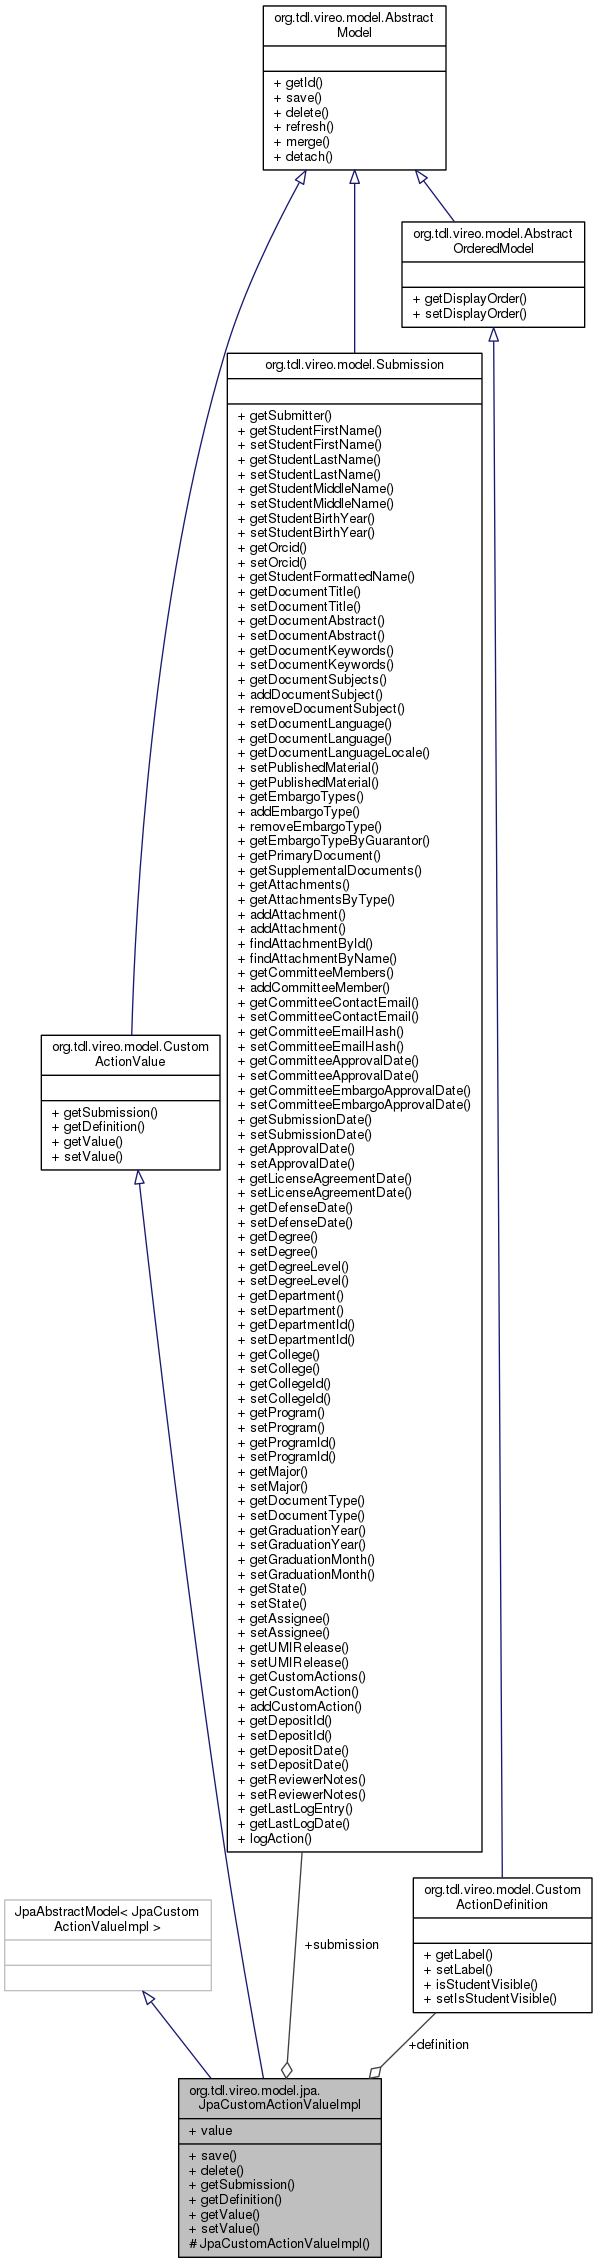 org.tdl.vireo.model.Abstract
Model
+ getId()
+ save()
+ delete()
+ refresh()
+ merge()
+ detach()
org.tdl.vireo.model.Abstract
OrderedModel
+ getDisplayOrder()
+ setDisplayOrder()
org.tdl.vireo.model.Submission
+ getSubmitter()
+ getStudentFirstName()
+ setStudentFirstName()
+ getStudentLastName()
+ setStudentLastName()
+ getStudentMiddleName()
+ setStudentMiddleName()
+ getStudentBirthYear()
+ setStudentBirthYear()
+ getOrcid()
+ setOrcid()
+ getStudentFormattedName()
+ getDocumentTitle()
+ setDocumentTitle()
+ getDocumentAbstract()
+ setDocumentAbstract()
+ getDocumentKeywords()
+ setDocumentKeywords()
+ getDocumentSubjects()
+ addDocumentSubject()
+ removeDocumentSubject()
+ setDocumentLanguage()
+ getDocumentLanguage()
+ getDocumentLanguageLocale()
+ setPublishedMaterial()
+ getPublishedMaterial()
+ getEmbargoTypes()
+ addEmbargoType()
+ removeEmbargoType()
+ getEmbargoTypeByGuarantor()
+ getPrimaryDocument()
+ getSupplementalDocuments()
+ getAttachments()
+ getAttachmentsByType()
+ addAttachment()
+ addAttachment()
+ findAttachmentById()
+ findAttachmentByName()
+ getCommitteeMembers()
+ addCommitteeMember()
+ getCommitteeContactEmail()
+ setCommitteeContactEmail()
+ getCommitteeEmailHash()
+ setCommitteeEmailHash()
+ getCommitteeApprovalDate()
+ setCommitteeApprovalDate()
+ getCommitteeEmbargoApprovalDate()
+ setCommitteeEmbargoApprovalDate()
+ getSubmissionDate()
+ setSubmissionDate()
+ getApprovalDate()
+ setApprovalDate()
+ getLicenseAgreementDate()
+ setLicenseAgreementDate()
+ getDefenseDate()
+ setDefenseDate()
+ getDegree()
+ setDegree()
+ getDegreeLevel()
+ setDegreeLevel()
+ getDepartment()
+ setDepartment()
+ getDepartmentId()
+ setDepartmentId()
+ getCollege()
+ setCollege()
+ getCollegeId()
+ setCollegeId()
+ getProgram()
+ setProgram()
+ getProgramId()
+ setProgramId()
+ getMajor()
+ setMajor()
+ getDocumentType()
+ setDocumentType()
+ getGraduationYear()
+ setGraduationYear()
+ getGraduationMonth()
+ setGraduationMonth()
+ getState()
+ setState()
+ getAssignee()
+ setAssignee()
+ getUMIRelease()
+ setUMIRelease()
+ getCustomActions()
+ getCustomAction()
+ addCustomAction()
+ getDepositId()
+ setDepositId()
+ getDepositDate()
+ setDepositDate()
+ getReviewerNotes()
+ setReviewerNotes()
+ getLastLogEntry()
+ getLastLogDate()
+ logAction()
org.tdl.vireo.model.Custom
ActionValue
+ getSubmission()
+ getDefinition()
+ getValue()
+ setValue()
JpaAbstractModel< JpaCustom
ActionValueImpl >
org.tdl.vireo.model.Custom
ActionDefinition
+ getLabel()
+ setLabel()
+ isStudentVisible()
+ setIsStudentVisible()
+submission
+definition
org.tdl.vireo.model.jpa.
JpaCustomActionValueImpl
+ value
+ save()
+ delete()
+ getSubmission()
+ getDefinition()
+ getValue()
+ setValue()
# JpaCustomActionValueImpl()